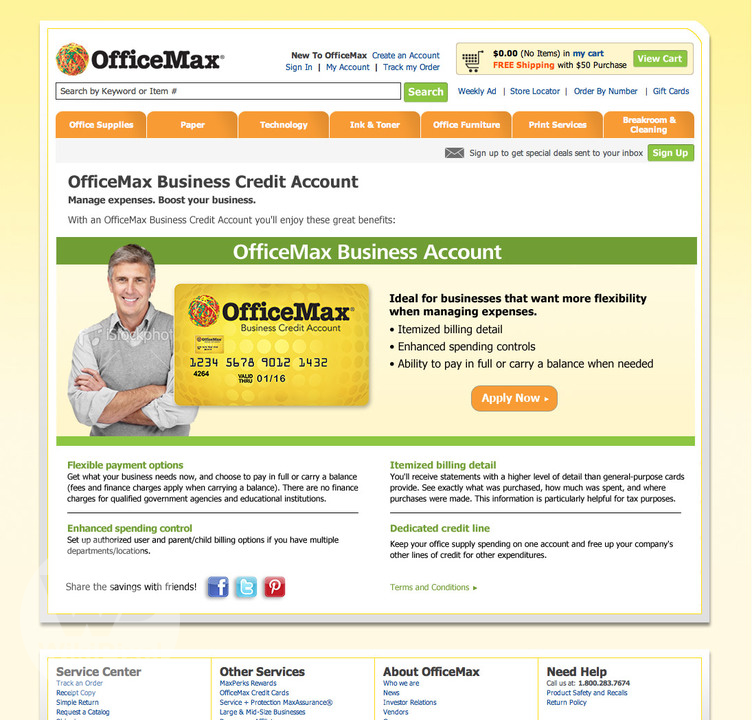 OfficeMax®
New To OfficeMax Create an Account
Sign In | My Account | Track my Order
$0.00 (No Items) in my cart
FREE Shipping with $50 Purchase
View Cart
Search by Keyword or Item #
Search
Weekly Ad | Store Locator | Order By Number | Gift Cards
Office Supplies
Paper
Technology
Ink & Toner
Office Furniture
Print Services
Breakroom &
Cleaning
Sign up to get special deals sent to your inbox
Sign Up
OfficeMax Business Credit Account
Manage expenses. Boost your business.
With an OfficeMax Business Credit Account you'll enjoy these great benefits:
OfficeMax Business Account
iStockphoto
OfficeMax®
Business Credit Account
OfficeMax
1234 5678 9012 1432
4264
VALID
THRU 01/16
Ideal for businesses that want more flexibility
when managing expenses.
• Itemized billing detail
• Enhanced spending controls
• Ability to pay in full or carry a balance when needed
Apply Now ▸
Flexible payment options
Get what your business needs now, and choose to pay in full or carry a balance
(fees and finance charges apply when carrying a balance). There are no finance
charges for qualified government agencies and educational institutions.
Enhanced spending control
Set up authorized user and parent/child billing options if you have multiple
departments/locations.
Itemized billing detail
You'll receive statements with a higher level of detail than general-purpose cards
provide. See exactly what was purchased, how much was spent, and where
purchases were made. This information is particularly helpful for tax purposes.
Dedicated credit line
Keep your office supply spending on one account and free up your company's
other lines of credit for other expenditures.
Share the savings with friends!
Terms and Conditions ▸
Service Center
Track an Order
Receipt Copy
Simple Return
Request a Catalog
Other Services
MaxPerks Rewards
OfficeMax Credit Cards
Service + Protection MaxAssurance®
Large & Mid-Size Businesses
About OfficeMax
Who we are
News
Investor Relations
Vendors
Need Help
Call us at: 1.800.283.7674
Product Safety and Recalls
Return Policy